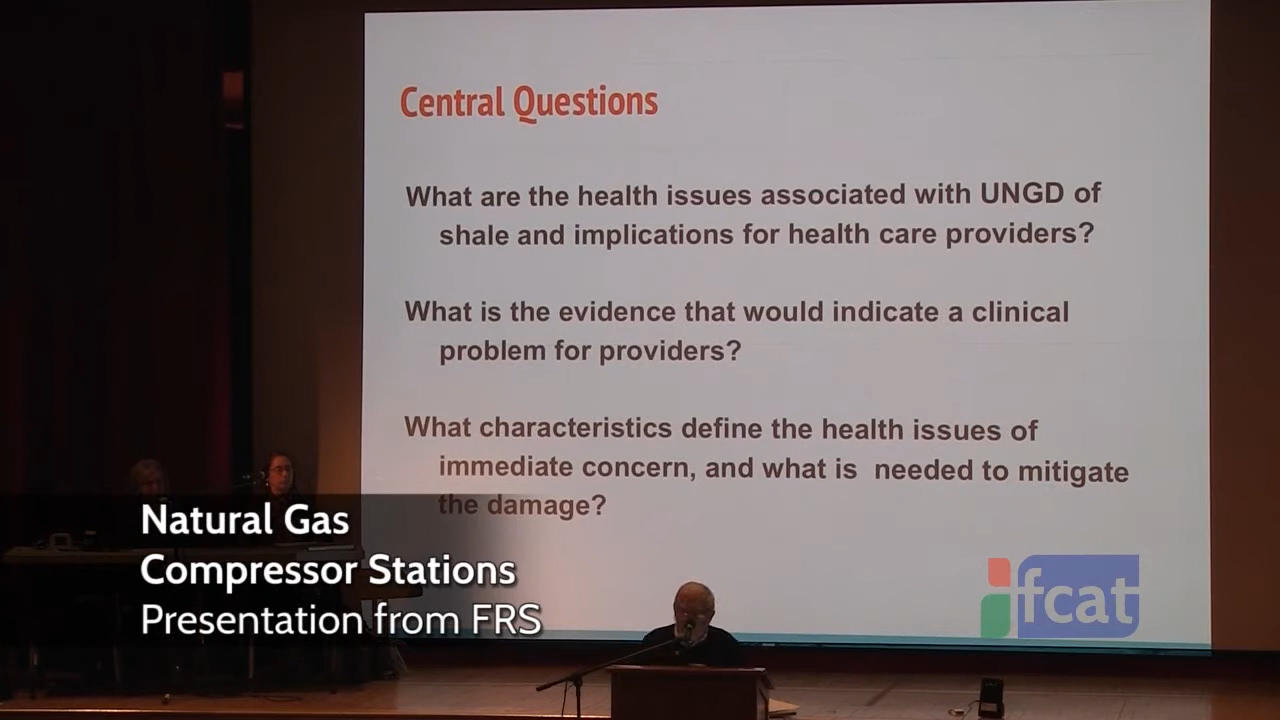 Central Questions
What are the health issues associated with UNGD of
shale and implications for health care providers?
What is the evidence that would indicate a clinical
problem for providers?
What characteristics define the health issues of
immediate concern, and what is needed to mitigate
the damage?
Natural Gas
Compressor Stations
Presentation from FRS
fcat